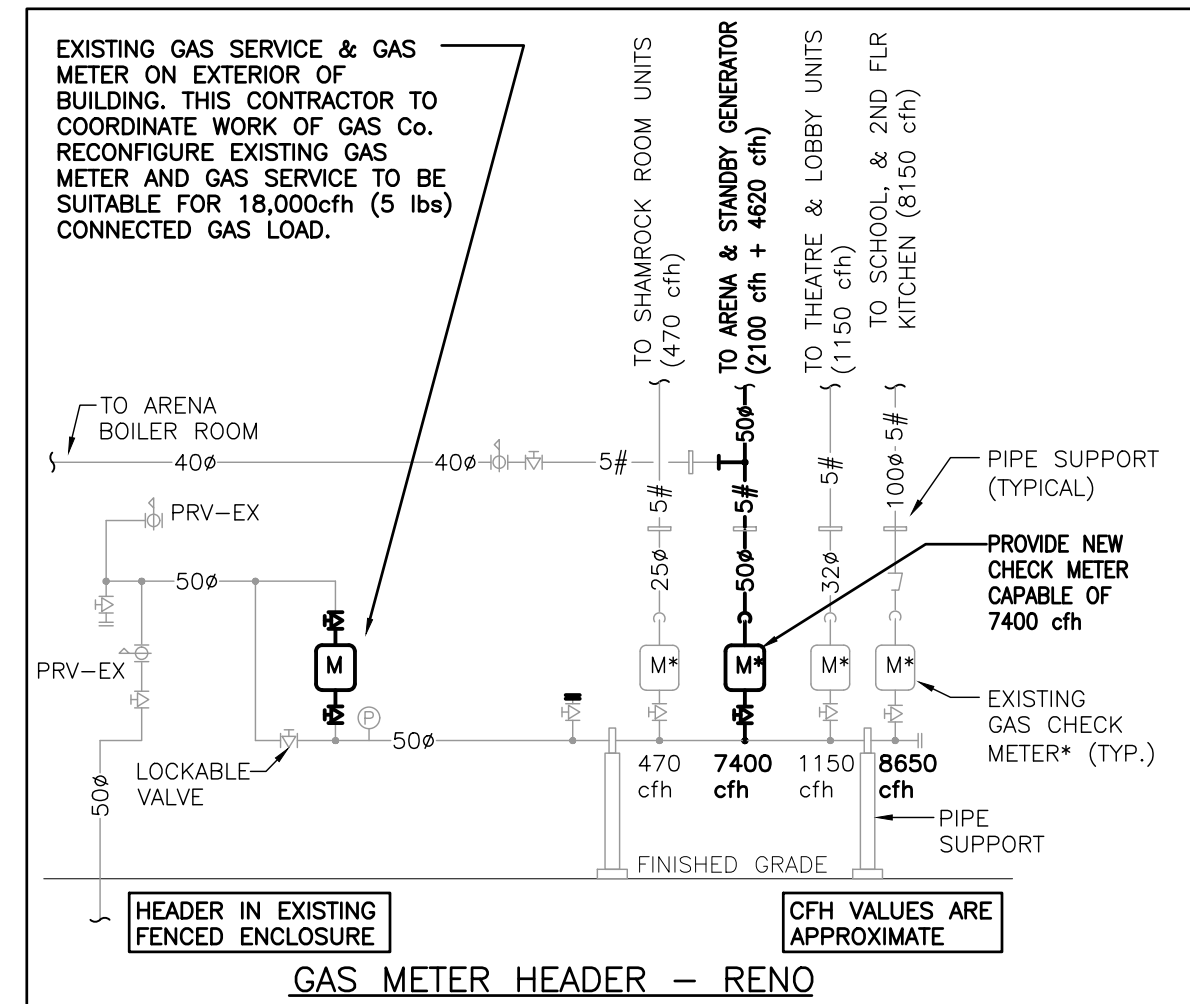 EXISTING GAS SERVICE & GAS
METER ON EXTERIOR OF
BUILDING. THIS CONTRACTOR TO
COORDINATE WORK OF GAS Co.
RECONFIGURE EXISTING GAS
METER AND GAS SERVICE TO BE
SUITABLE FOR 18,000cfh (5 lbs)
CONNECTED GAS LOAD.
TO SHAMROCK ROOM UNITS
(470 cfh)
TO ARENA & STANDBY GENERATOR
(2100 cfh + 4620 cfh)
TO THEATRE & LOBBY UNITS
(1150 cfh)
TO SCHOOL, & 2ND FLR
KITCHEN (8150 cfh)
TO ARENA
BOILER ROOM
40ø
40ø
5#
50ø
5#
5#
5#
100ø-5#
PIPE SUPPORT
(TYPICAL)
PRV-EX
50ø
25ø
50ø
32ø
PROVIDE NEW
CHECK METER
CAPABLE OF
7400 cfh
PRV-EX
M
M*
M*
M*
M*
EXISTING
GAS CHECK
METER* (TYP.)
P
50ø
LOCKABLE
VALVE
50ø
470
cfh
7400
cfh
1150
cfh
8650
cfh
PIPE
SUPPORT
FINISHED GRADE
HEADER IN EXISTING
FENCED ENCLOSURE
CFH VALUES ARE
APPROXIMATE
GAS METER HEADER - RENO